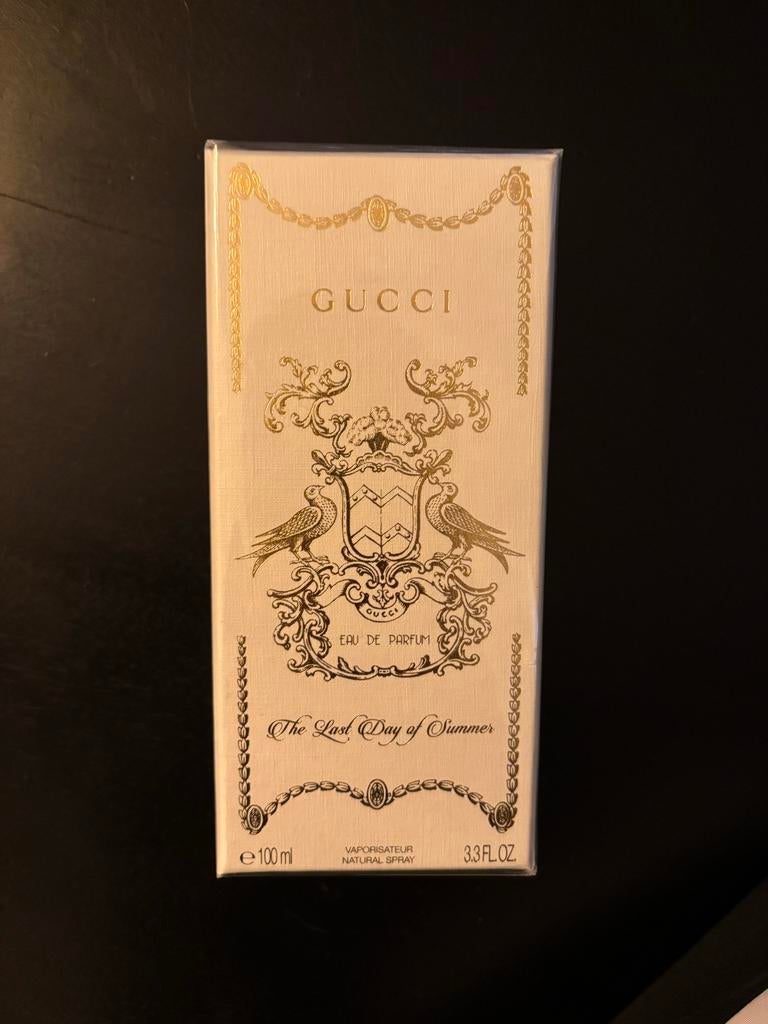 GUCCI
GUCCI
EAU DE PARFUM
The Last Day of Summer
e 100 ml
VAPORISATEUR
NATURAL SPRAY
3.3 FL.OZ.